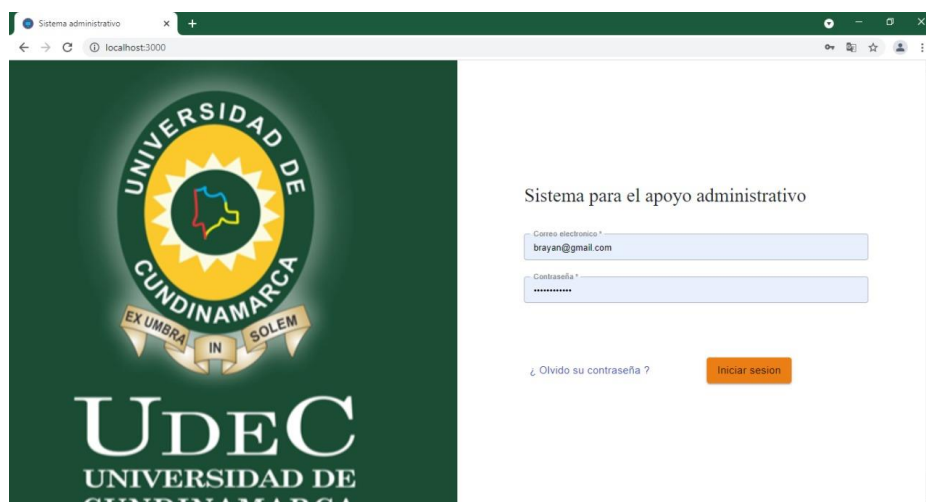 Sistema administrativo
localhost:3000
UNIVERSIDAD DE
CUNDINAMARCA
EX UMBRA
IN
SOLEM
UDEC
UNIVERSIDAD DE
CUNDINAMARCA
Sistema para el apoyo administrativo
Correo electronico *
brayan@gmail.com
Contraseña *
••••••••••••
¿ Olvido su contraseña ?
Iniciar sesion